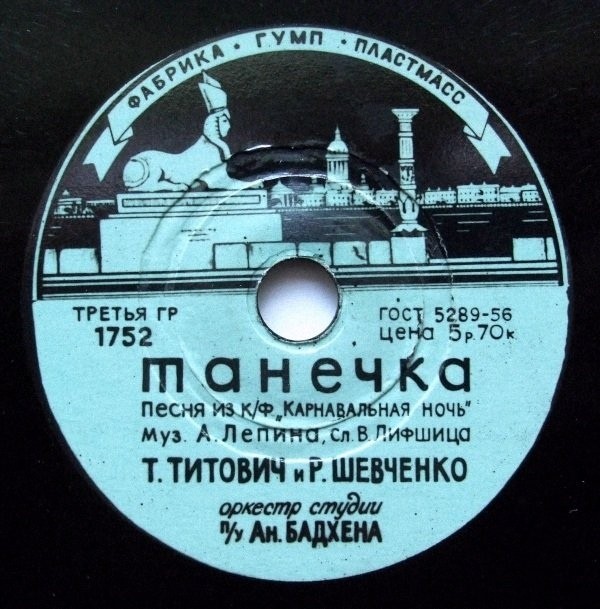 ФАБРИКА · ГУМП · ПЛАСТМАСС
ТРЕТЬЯ ГР
1752
ГОСТ 5289-56
цена 5р.70к.
Танечка
Песня из к/ф „Карнавальная ночь"
Муз. А. Лепина, сл. В. Лифшица
Т. ТИТОВИЧ и Р. ШЕВЧЕНКО
оркестр студии
п/у Ан. БАДХЕНА